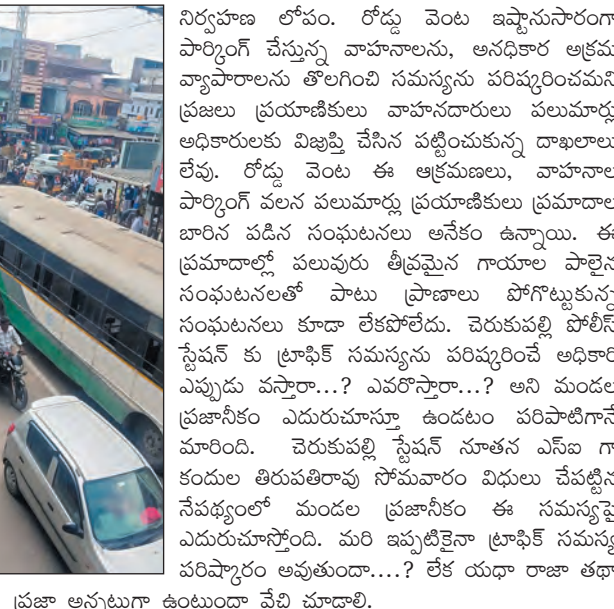 నిర్వహణ లోపం. రోడ్డు వెంట ఇష్టానుసారంగా
పార్కింగ్ చేస్తున్న వాహనాలను, అనధికార అక్రమ
వ్యాపారాలను తొలగించి సమస్యను పరిష్కరించమని
ప్రజలు ప్రయాణికులు వాహనదారులు పలుమార్లు
అధికారులకు విజ్ఞప్తి చేసిన పట్టించుకున్న దాఖలాలు
లేవు. రోడ్డు వెంట ఈ ఆక్రమణలు, వాహనాల
పార్కింగ్ వలన పలుమార్లు ప్రయాణికులు ప్రమాదాల
బారిన పడిన సంఘటనలు అనేకం ఉన్నాయి. ఈ
ప్రమాదాల్లో పలువురు తీవ్రమైన గాయాల పాలైన
సంఘటనలతో పాటు ప్రాణాలు పోగొట్టుకున్న
సంఘటనలు కూడా లేకపోలేదు. చెరుకుపల్లి పోలీస్
స్టేషన్ కు ట్రాఫిక్ సమస్యను పరిష్కరించే అధికారి
ఎప్పుడు వస్తారా...? ఎవరొస్తారా...? అని మండల
ప్రజానీకం ఎదురుచూస్తూ ఉండటం పరిపాటిగానే
మారింది. చెరుకుపల్లి స్టేషన్ నూతన ఎస్ఐ గా
కందుల తిరుపతిరావు సోమవారం విధులు చేపట్టిన
నేపథ్యంలో మండల ప్రజానీకం ఈ సమస్యపై
ఎదురుచూస్తోంది. మరి ఇప్పటికైనా ట్రాఫిక్ సమస్య
పరిష్కారం అవుతుందా....? లేక యధా రాజా తథా
ప్రజా అన్నట్లుగా ఉంటుందా వేచి చూడాలి.